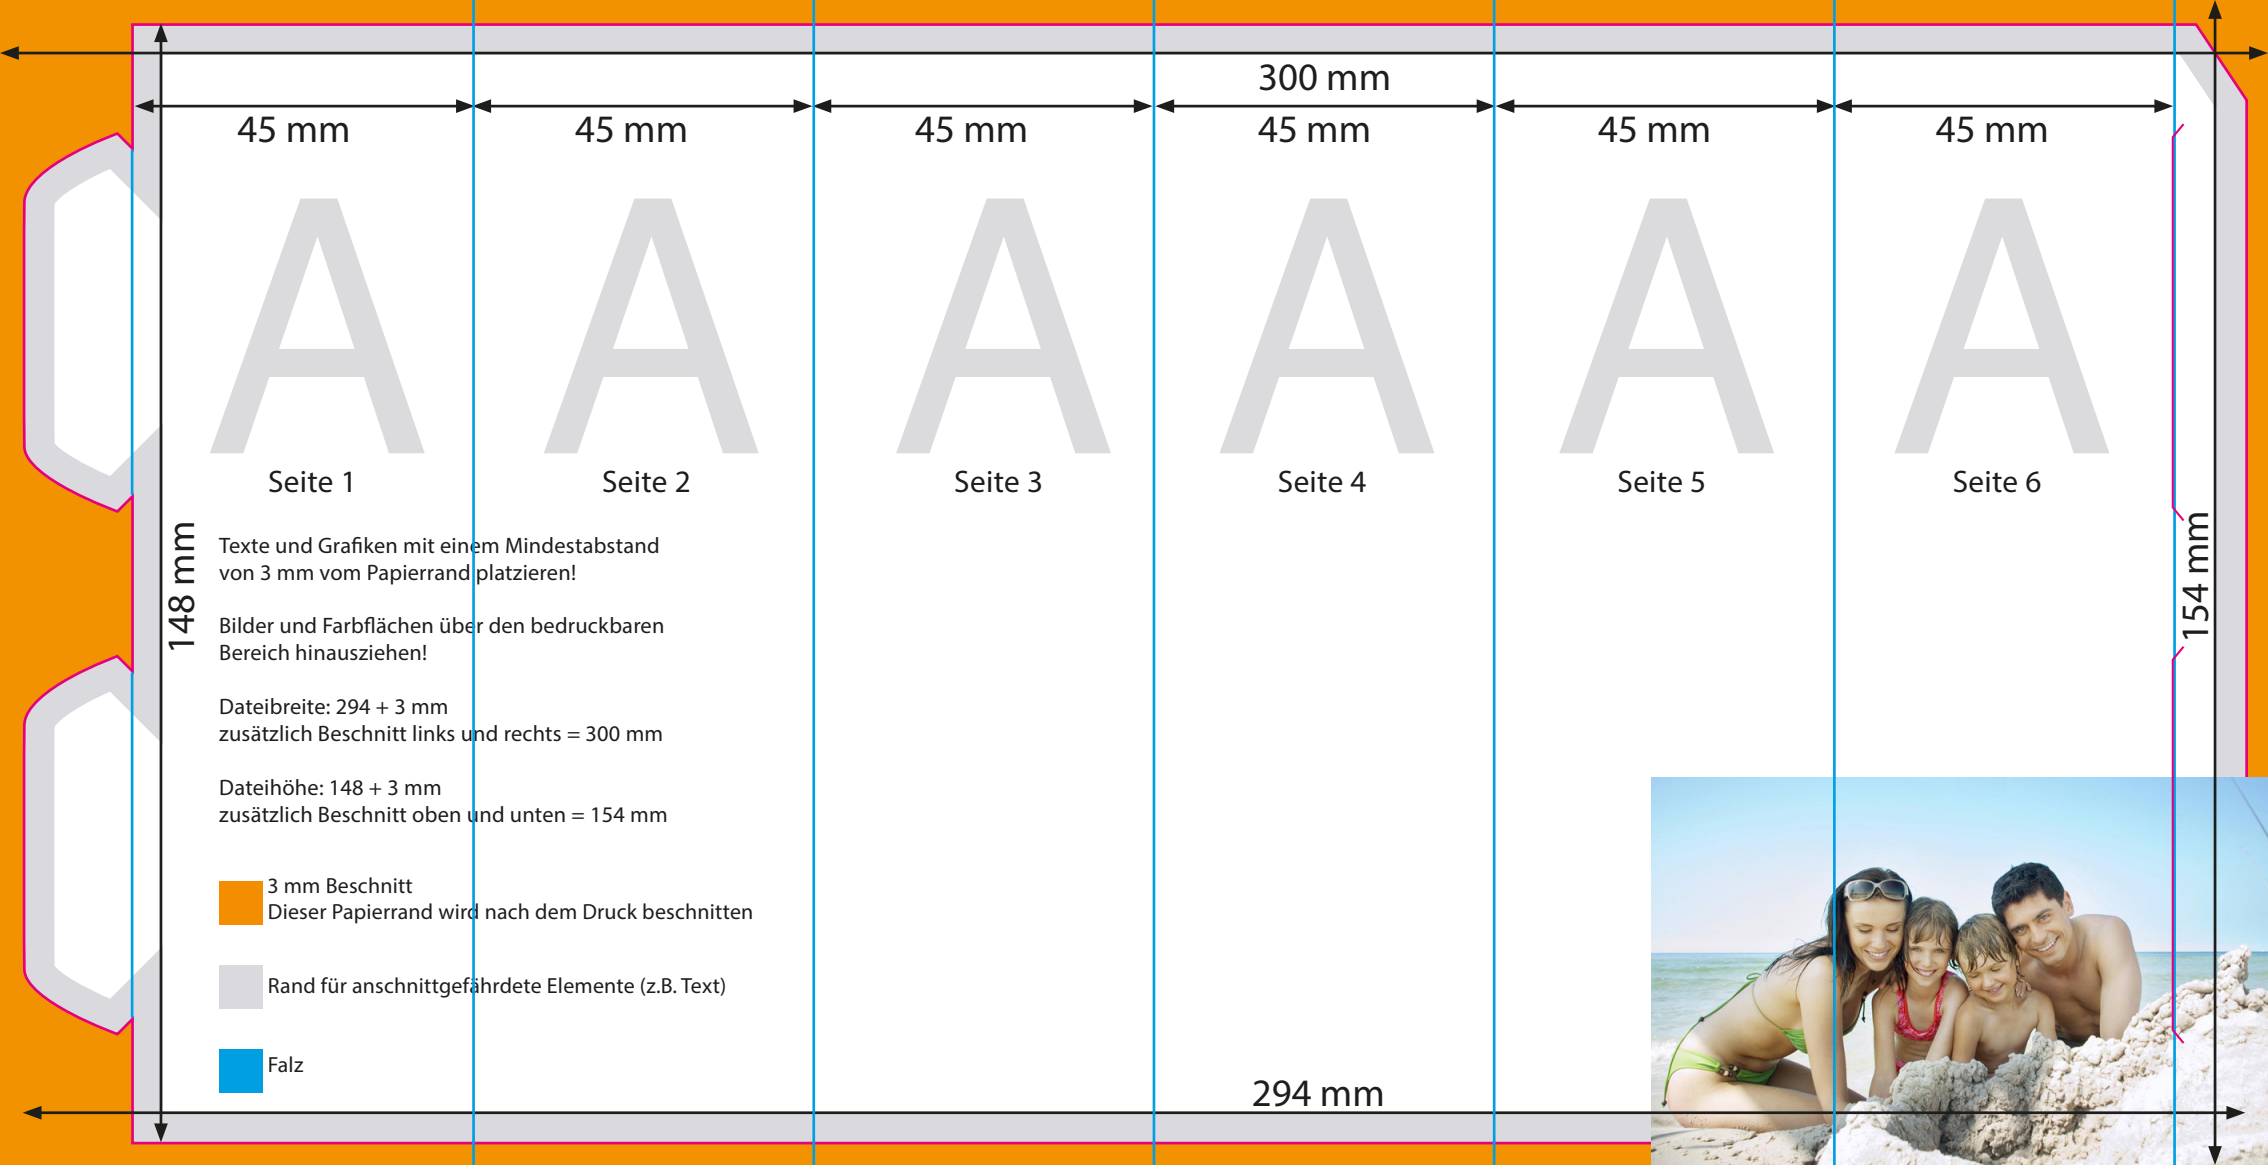 300 mm
45 mm
45 mm
45 mm
45 mm
45 mm
45 mm
A
A
A
A
A
A
Seite 1
Seite 2
Seite 3
Seite 4
Seite 5
Seite 6
148 mm
154 mm
Texte und Grafiken mit einem Mindestabstand
von 3 mm vom Papierrand platzieren!
Bilder und Farbflächen über den bedruckbaren
Bereich hinausziehen!
Dateibreite: 294 + 3 mm
zusätzlich Beschnitt links und rechts = 300 mm
Dateihöhe: 148 + 3 mm
zusätzlich Beschnitt oben und unten = 154 mm
3 mm Beschnitt
Dieser Papierrand wird nach dem Druck beschnitten
Rand für anschnittgefährdete Elemente (z.B. Text)
Falz
294 mm